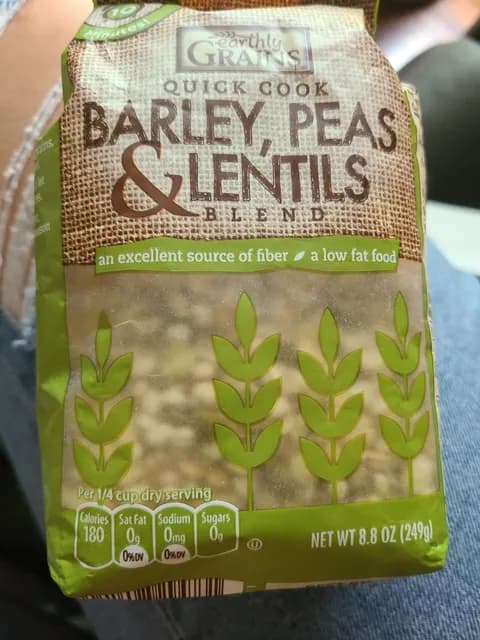 10
Minutes!
earthly
GRAINS
QUICK COOK
BARLEY, PEAS
& LENTILS
BLEND
an excellent source of fiber a low fat food
Per 1/4 cup dry serving
Calories Sat Fat Sodium Sugars
180 0g 0mg 0g
0%DV 0%DV
NET WT 8.8 OZ (249g)